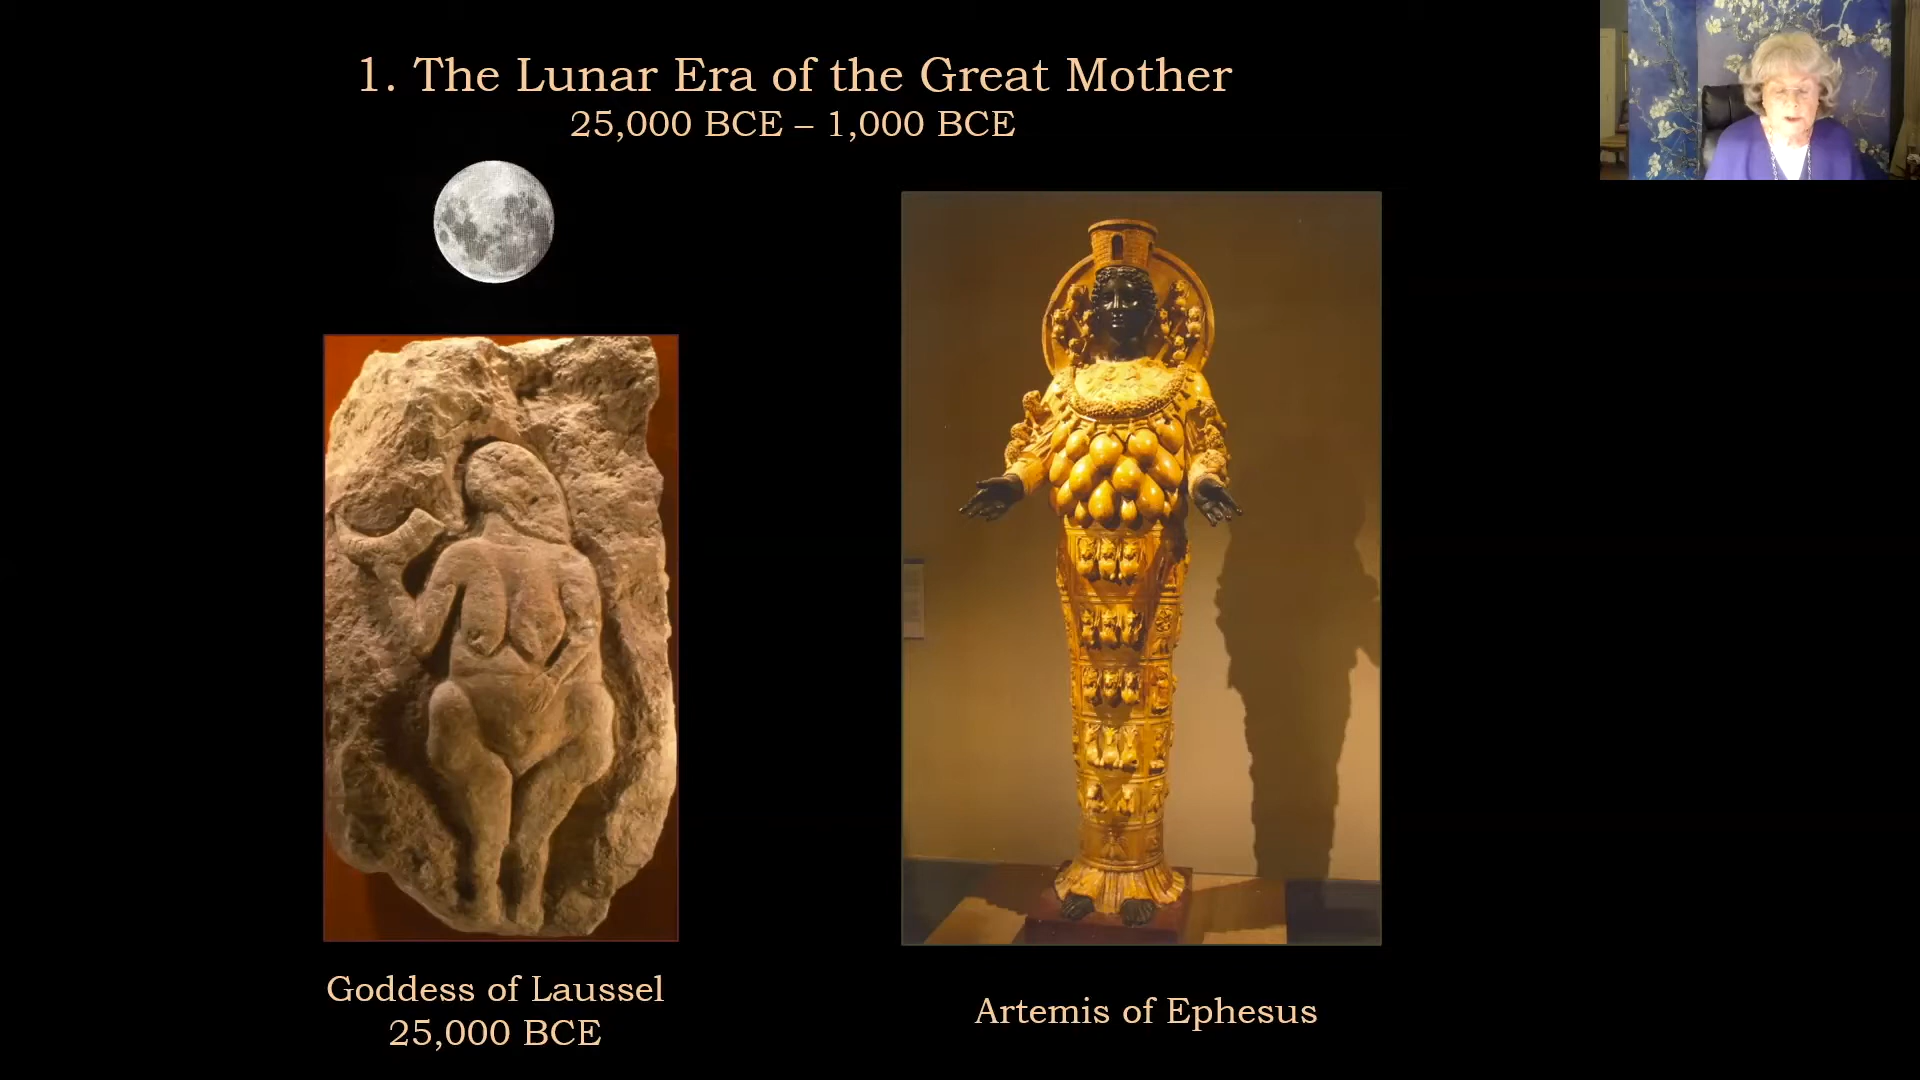 1. The Lunar Era of the Great Mother
25,000 BCE – 1,000 BCE
Goddess of Laussel
25,000 BCE
Artemis of Ephesus